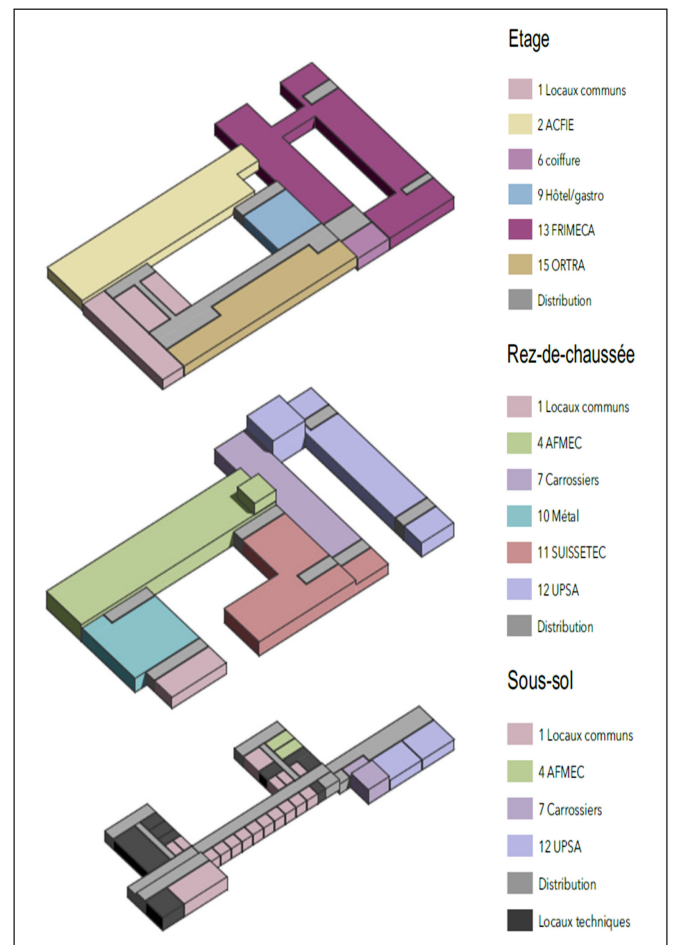 Etage
1 Locaux communs
2 ACFIE
6 coiffure
9 Hôtel/gastro
13 FRIMECA
15 ORTRA
Distribution
Rez-de-chaussée
1 Locaux communs
4 AFMEC
7 Carrossiers
10 Métal
11 SUISSETEC
12 UPSA
Distribution
Sous-sol
1 Locaux communs
4 AFMEC
7 Carrossiers
12 UPSA
Distribution
Locaux techniques